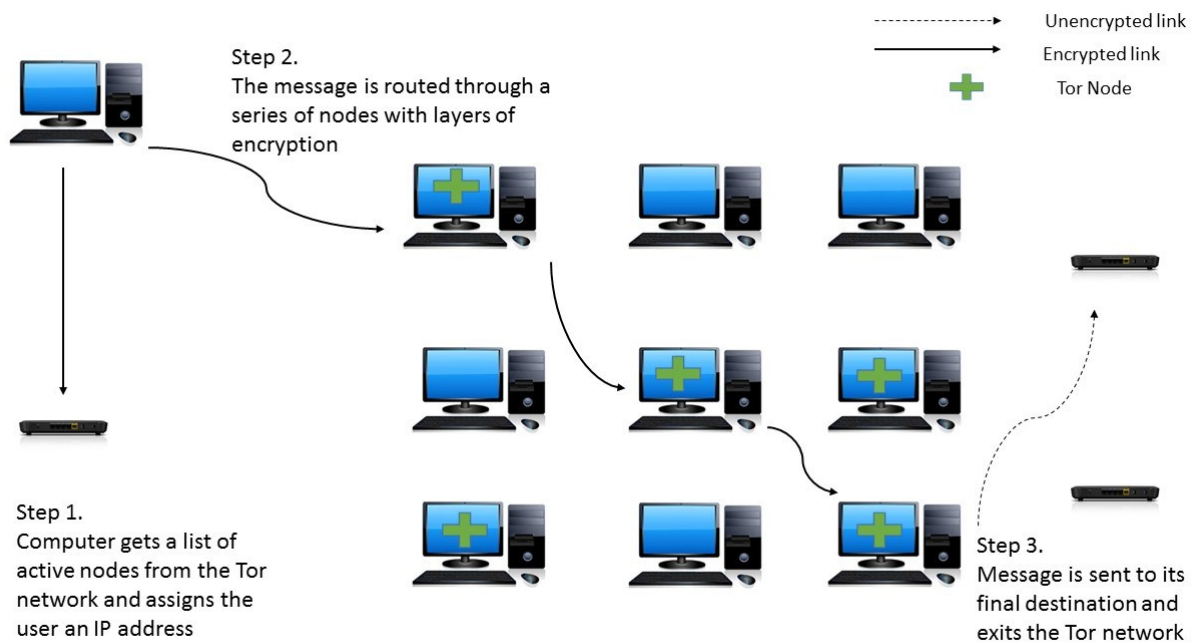 Unencrypted link
Encrypted link
Tor Node
Step 2.
The message is routed through a
series of nodes with layers of
encryption
Step 1.
Computer gets a list of
active nodes from the Tor
network and assigns the
user an IP address
Step 3.
Message is sent to its
final destination and
exits the Tor network